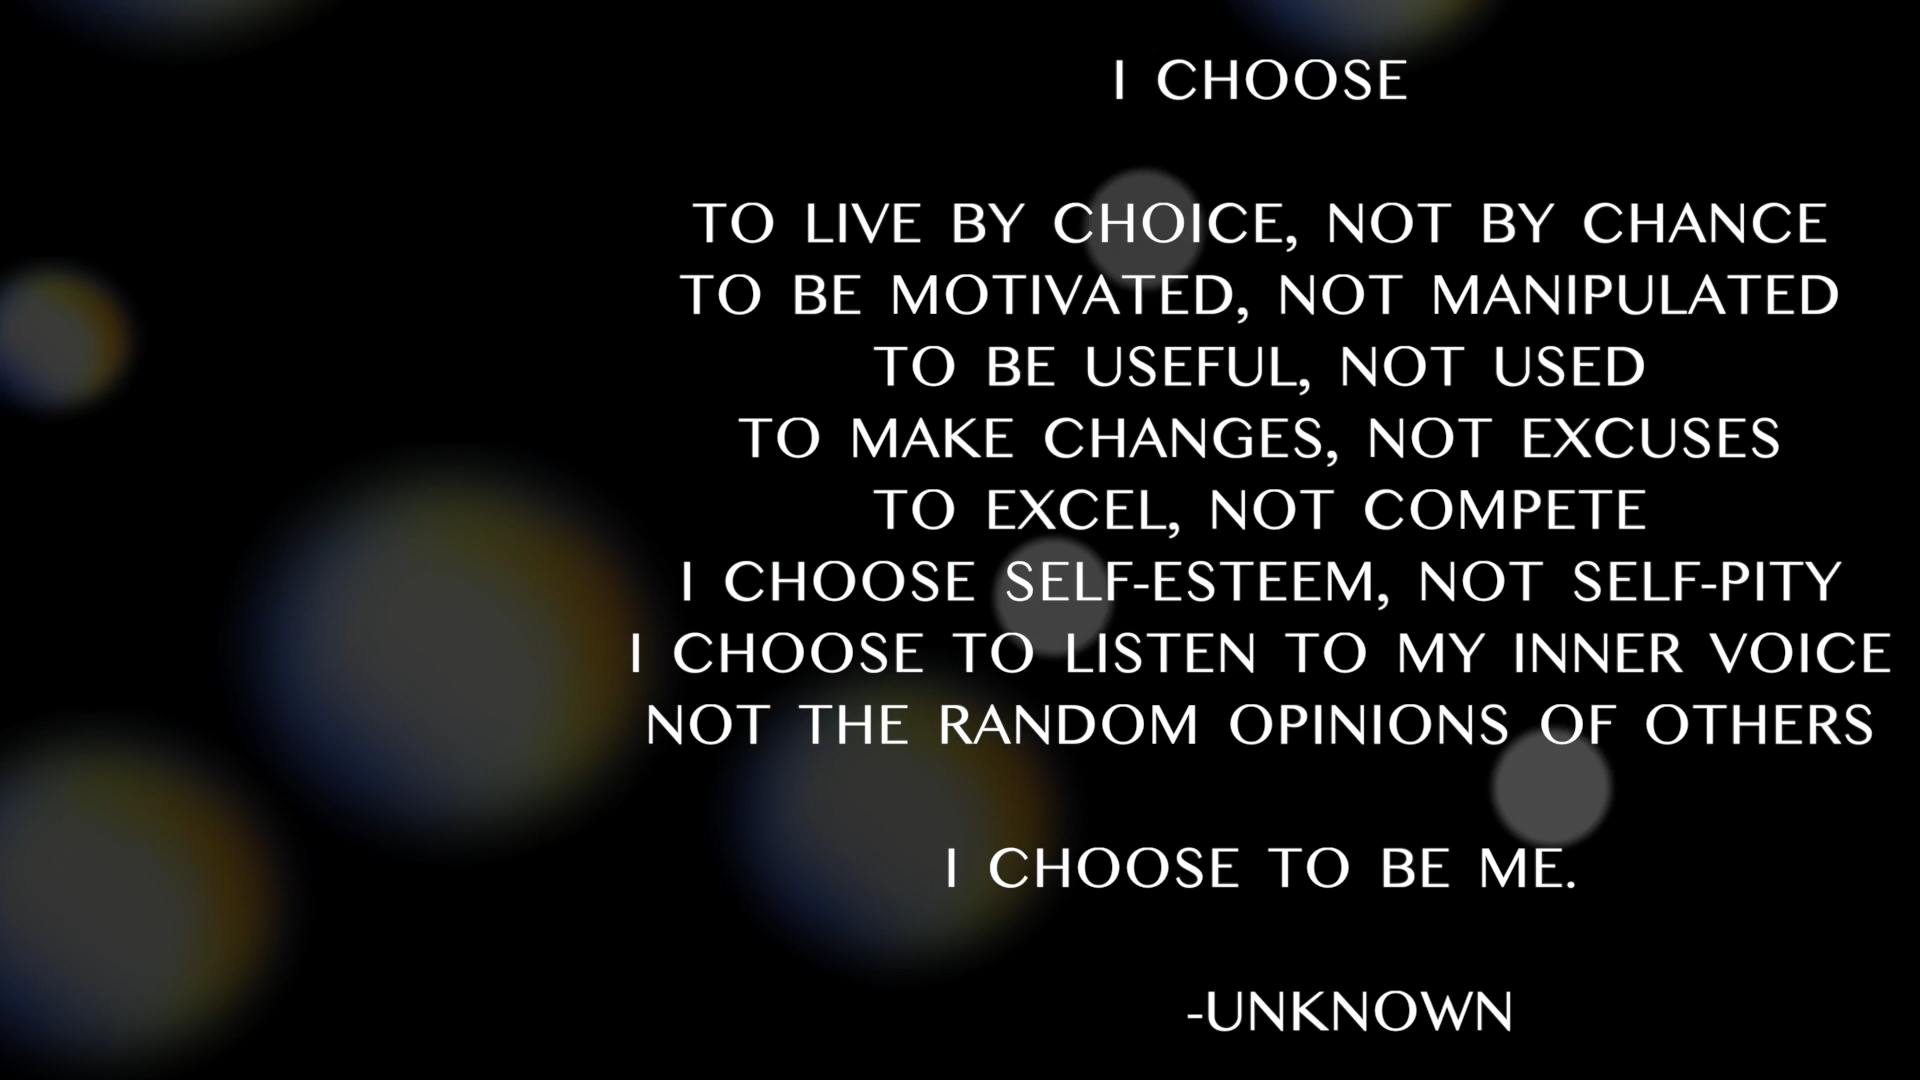 I CHOOSE
TO LIVE BY CHOICE, NOT BY CHANCE
TO BE MOTIVATED, NOT MANIPULATED
TO BE USEFUL, NOT USED
TO MAKE CHANGES, NOT EXCUSES
TO EXCEL, NOT COMPETE
I CHOOSE SELF-ESTEEM, NOT SELF-PITY
I CHOOSE TO LISTEN TO MY INNER VOICE
NOT THE RANDOM OPINIONS OF OTHERS
I CHOOSE TO BE ME.
-UNKNOWN